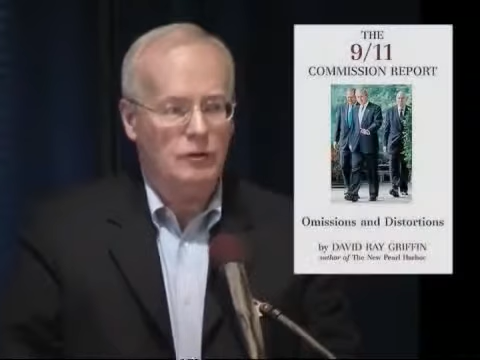 THE
9/11
COMMISSION REPORT
Omissions and Distortions
by DAVID RAY GRIFFIN
author of The New Pearl Harbor